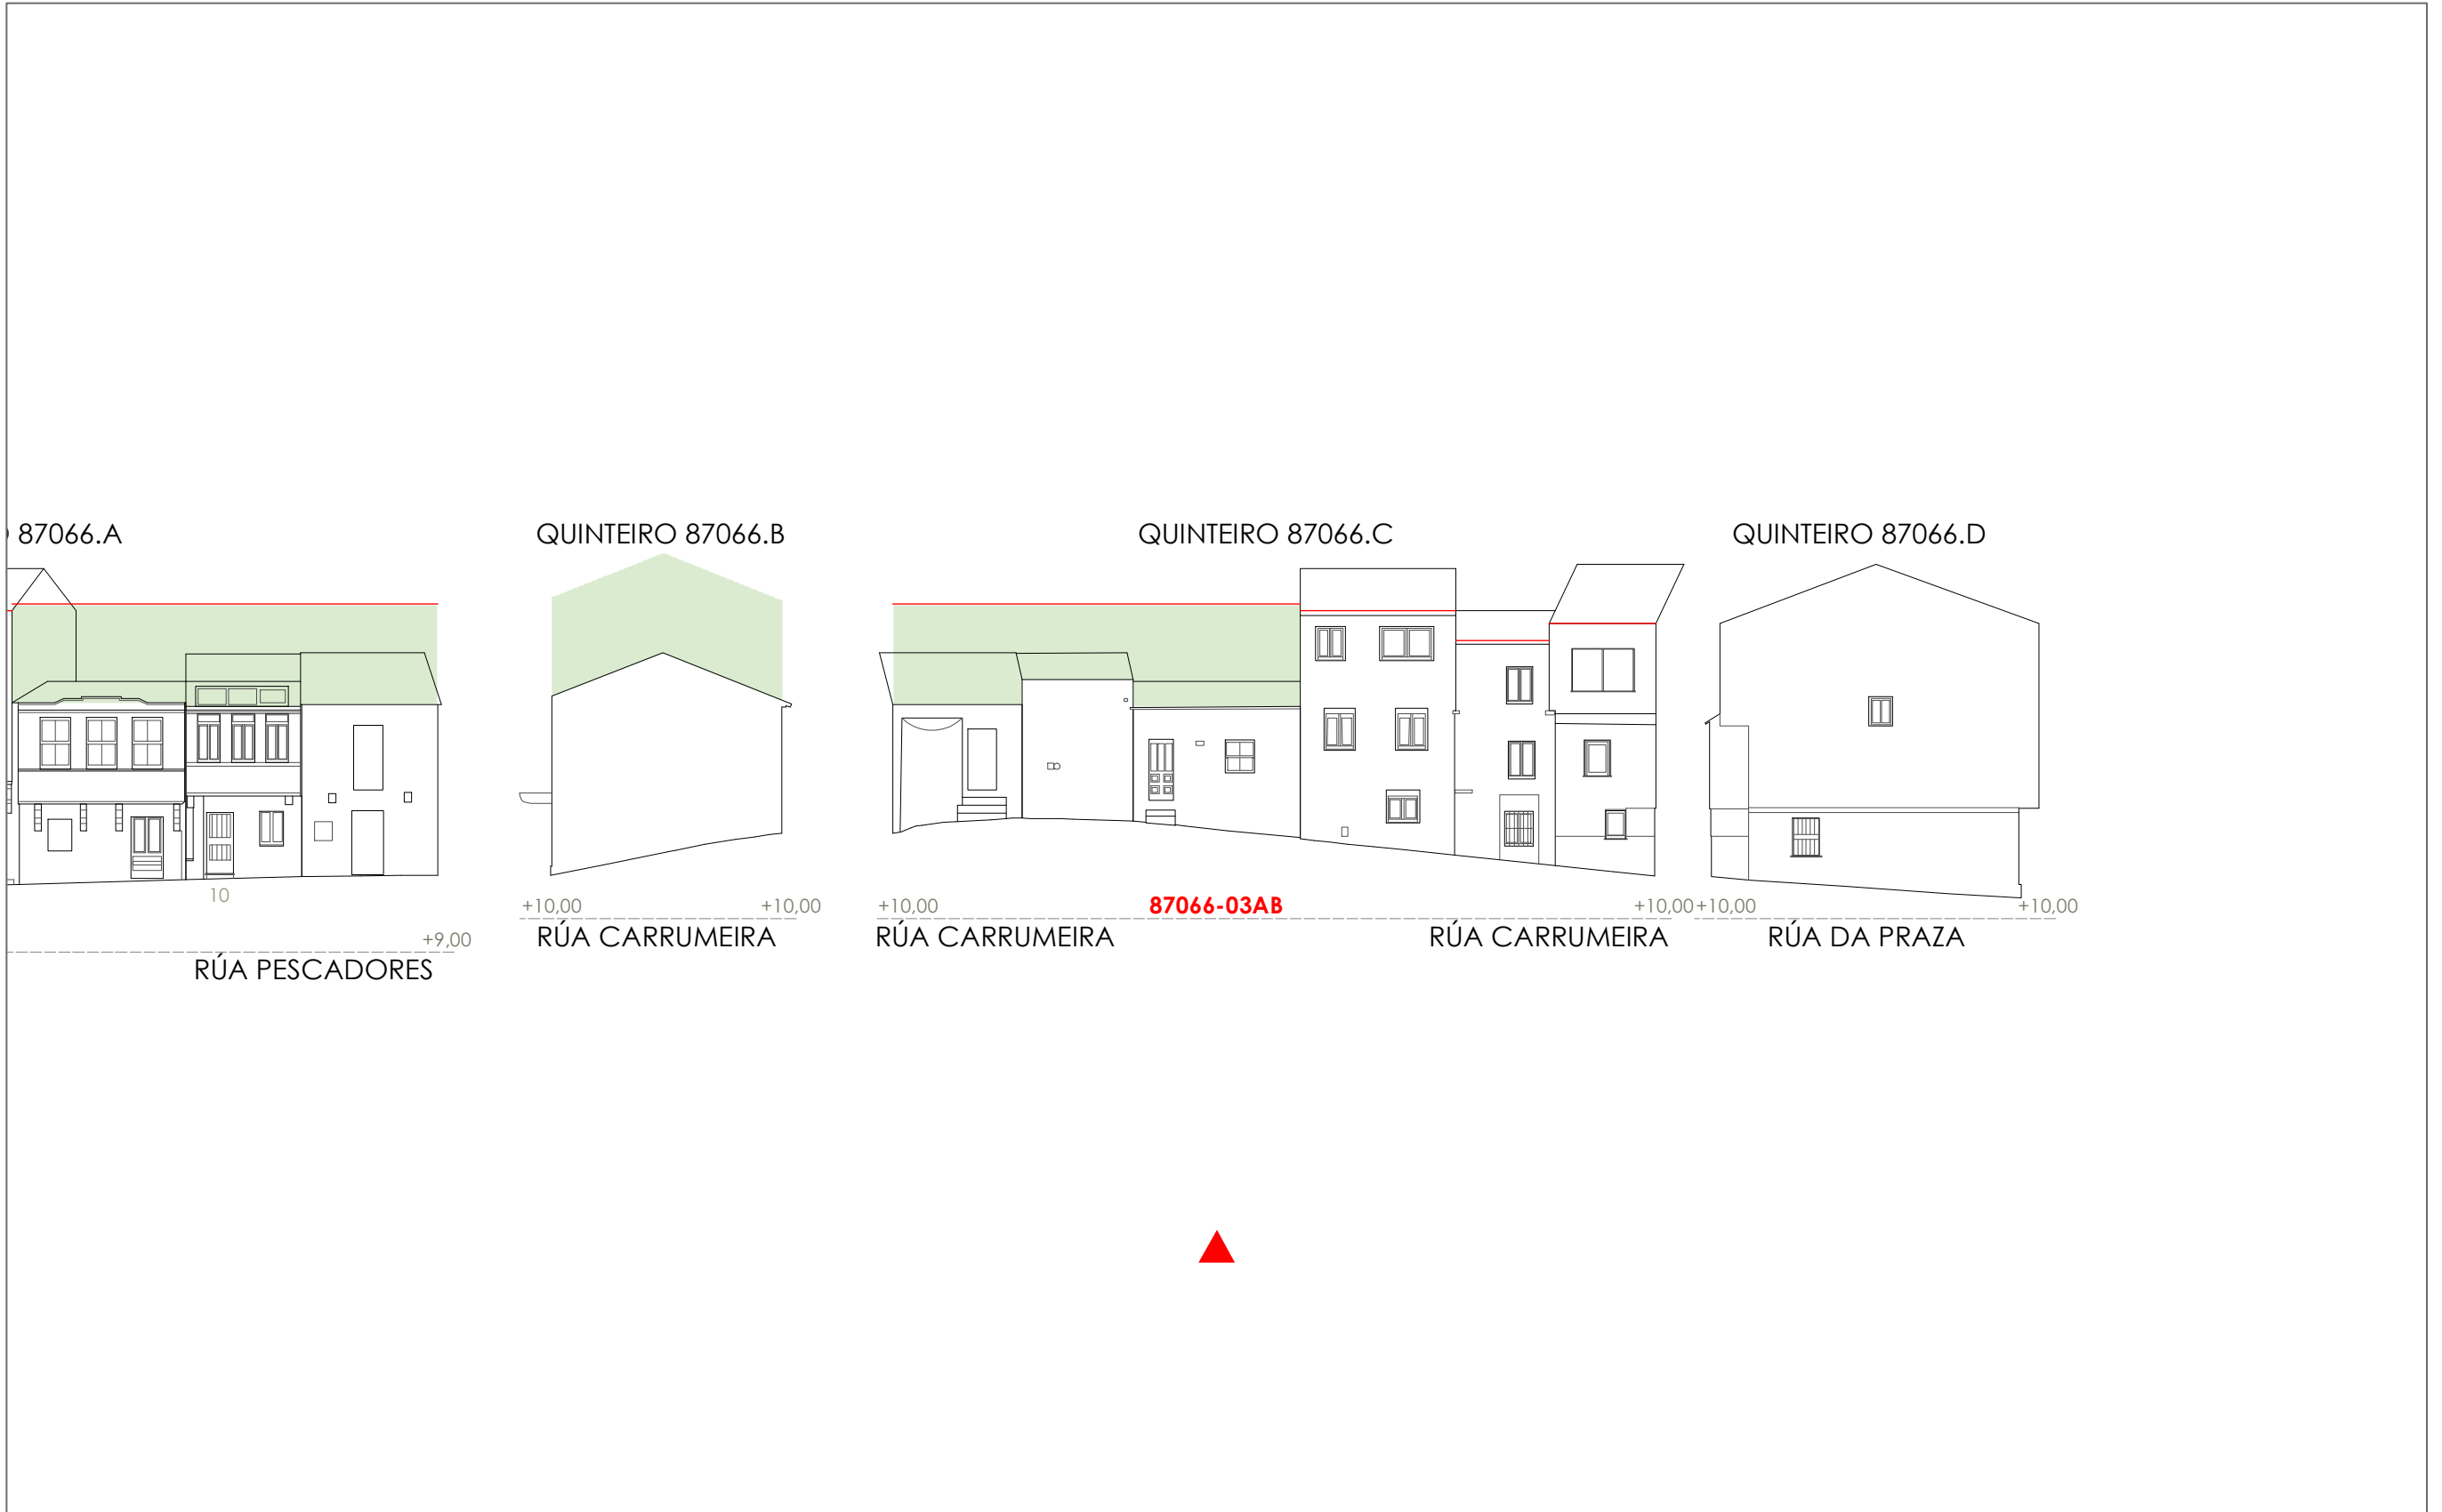 87066.A
QUINTEIRO 87066.B
QUINTEIRO 87066.C
QUINTEIRO 87066.D
10
+10,00
+10,00
+10,00
87066-03AB
+10,00
+10,00
+10,00
RÚA CARRUMEIRA
RÚA CARRUMEIRA
RÚA CARRUMEIRA
RÚA DA PRAZA
+9,00
RÚA PESCADORES